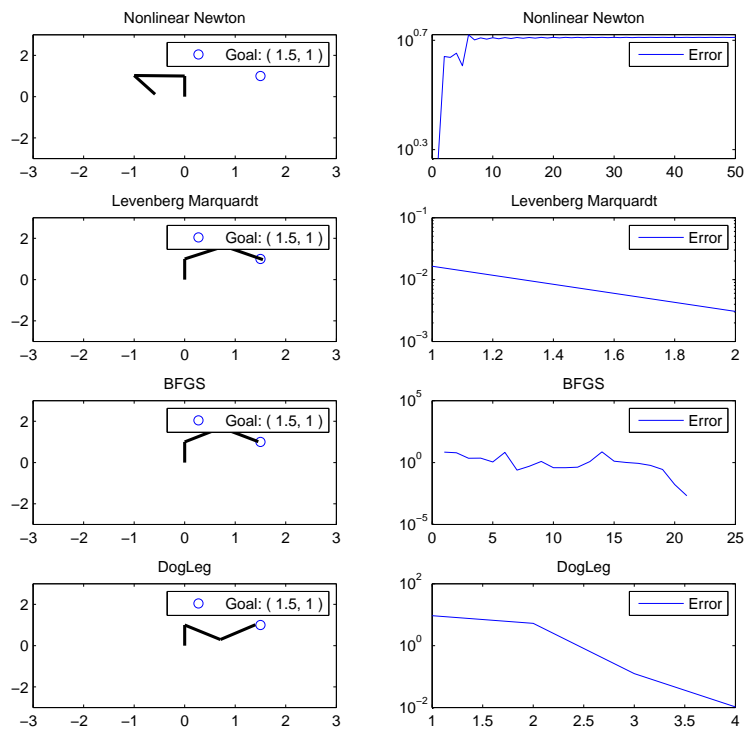 Nonlinear Newton
Goal: ( 1.5, 1 )
2
0
−2
−3 −2 −1 0 1 2 3
Nonlinear Newton
Error
10^0.7
10^0.3
0 10 20 30 40 50
Levenberg Marquardt
Goal: ( 1.5, 1 )
2
0
−2
−3 −2 −1 0 1 2 3
Levenberg Marquardt
Error
10^−1
10^−2
10^−3
1 1.2 1.4 1.6 1.8 2
BFGS
Goal: ( 1.5, 1 )
2
0
−2
−3 −2 −1 0 1 2 3
BFGS
Error
10^5
10^0
10^−5
0 5 10 15 20 25
DogLeg
Goal: ( 1.5, 1 )
2
0
−2
−3 −2 −1 0 1 2 3
DogLeg
Error
10^2
10^0
10^−2
1 1.5 2 2.5 3 3.5 4